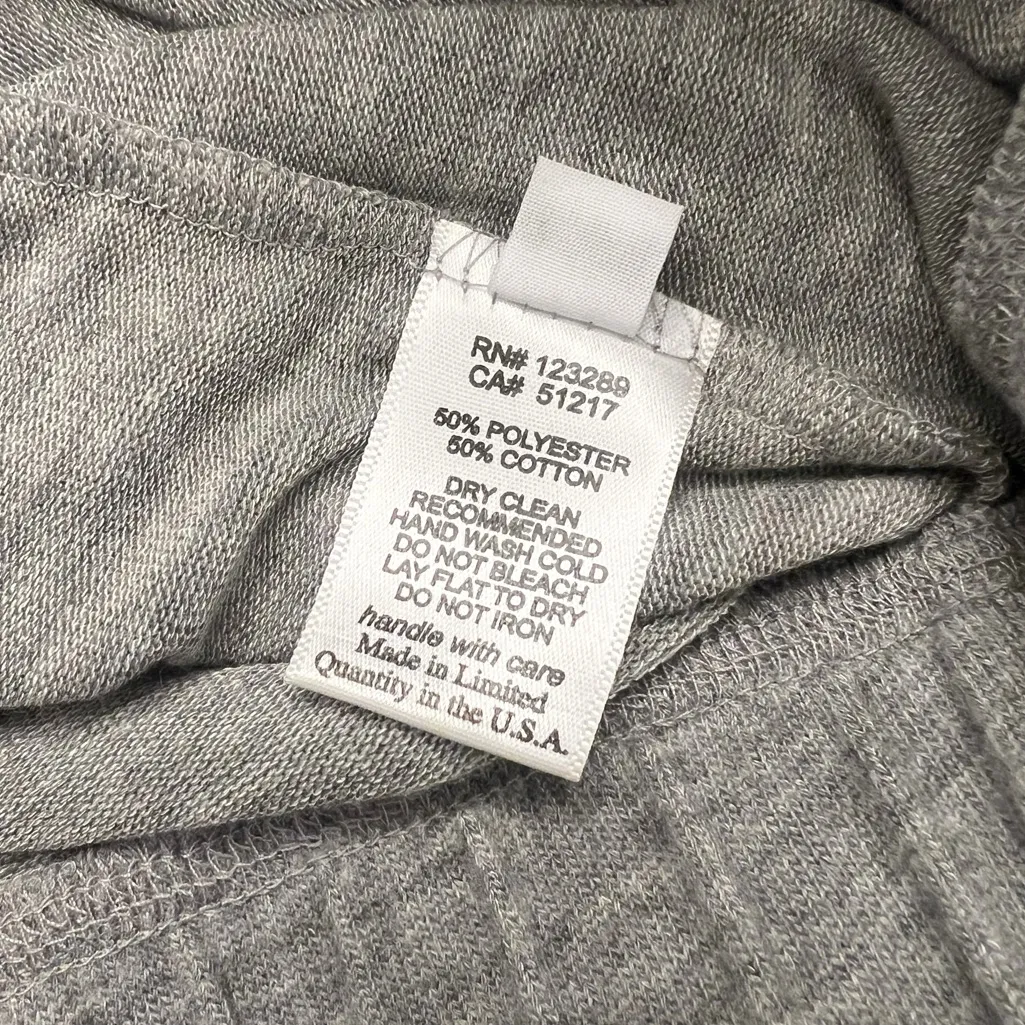 RN# 123289
CA# 51217
50% POLYESTER
50% COTTON
DRY CLEAN
RECOMMENDED
HAND WASH COLD
DO NOT BLEACH
LAY FLAT TO DRY
DO NOT IRON
handle with care
Made in Limited
Quantity in the U.S.A.